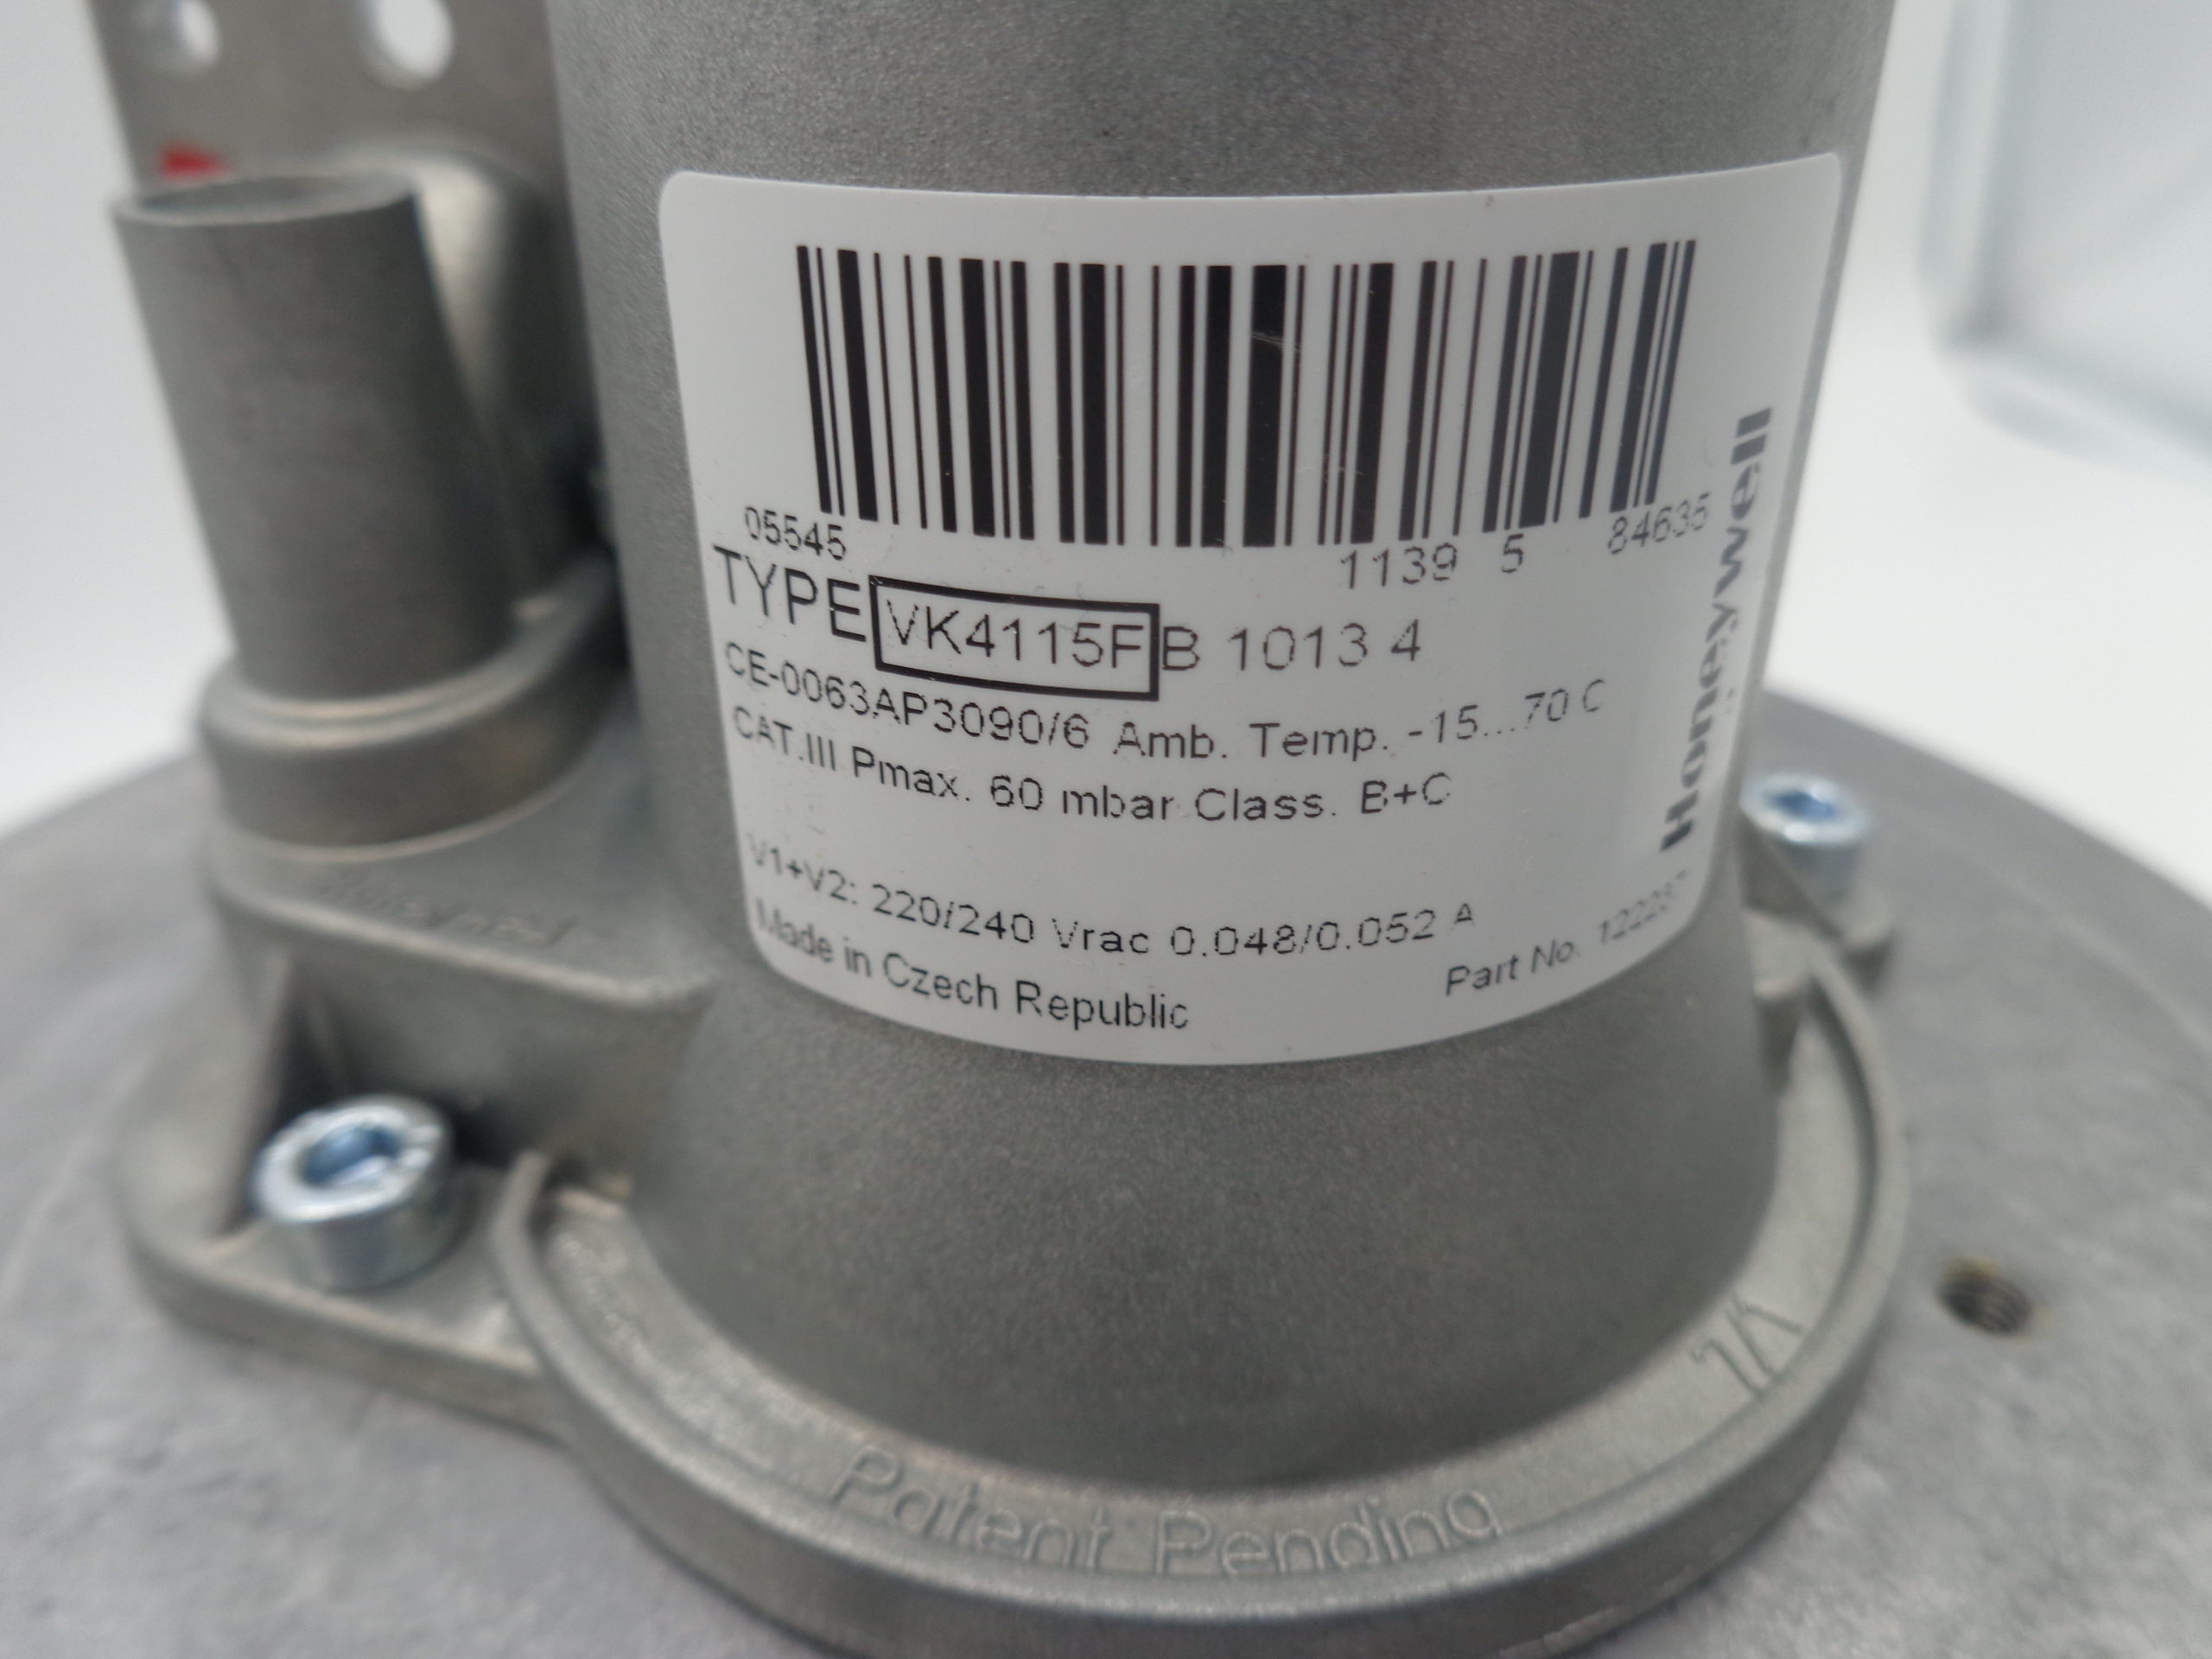 05545 1139 5 84635
TYPE VK4115F B 1013 4
CE-0063AP3090/6 Amb. Temp. -15...70 C
CAT.III Pmax. 60 mbar Class. B+C
V1+V2: 220/240 Vrac 0.048/0.052 A
Made in Czech Republic
Part No.
Honeywell
Honeywell
Patent Pending